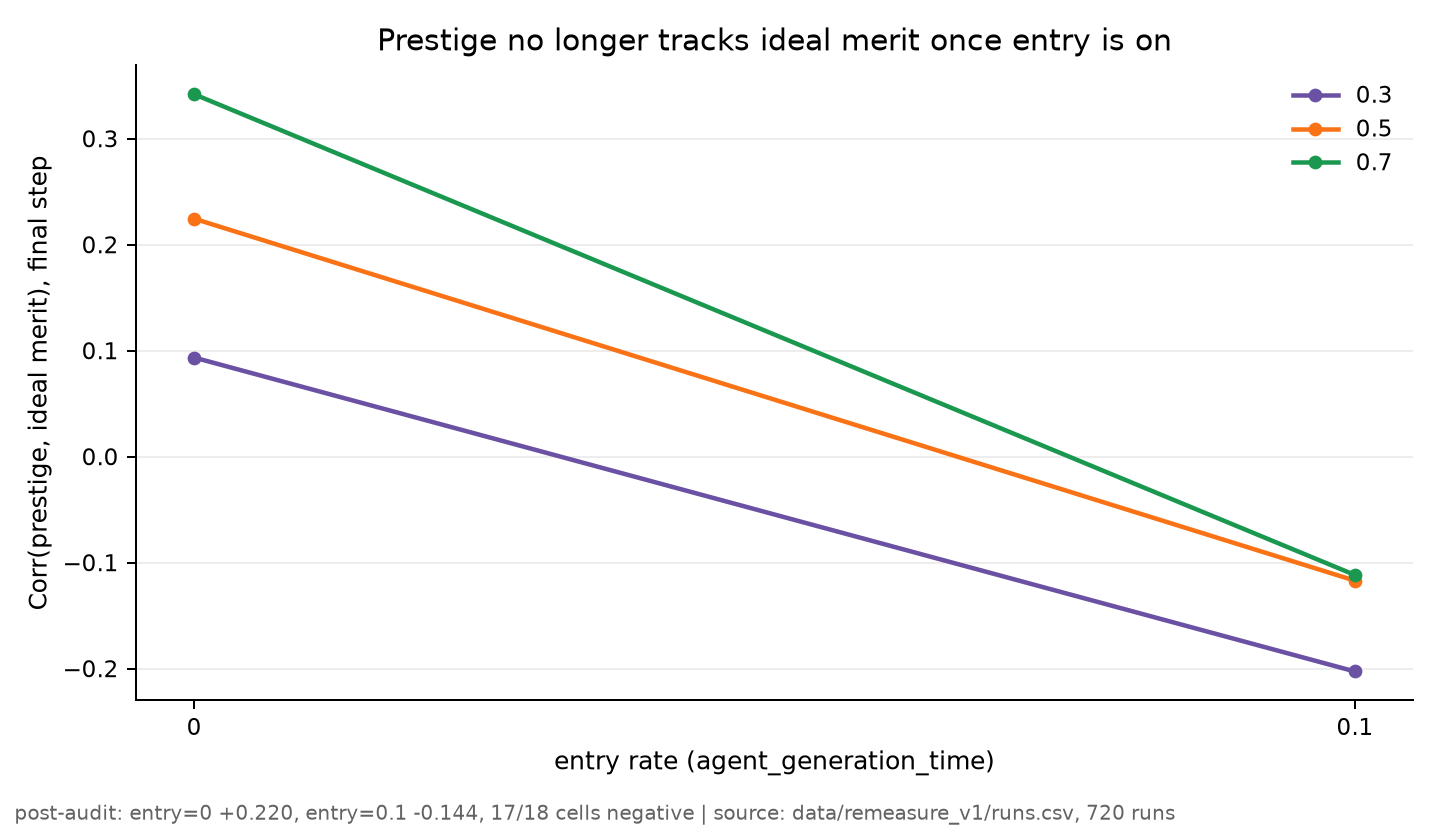 Prestige no longer tracks ideal merit once entry is on
0.3
0.5
0.7
Corr(prestige, ideal merit), final step
0.3
0.2
0.1
0.0
−0.1
−0.2
0
0.1
entry rate (agent_generation_time)
post-audit: entry=0 +0.220, entry=0.1 -0.144, 17/18 cells negative | source: data/remeasure_v1/runs.csv, 720 runs